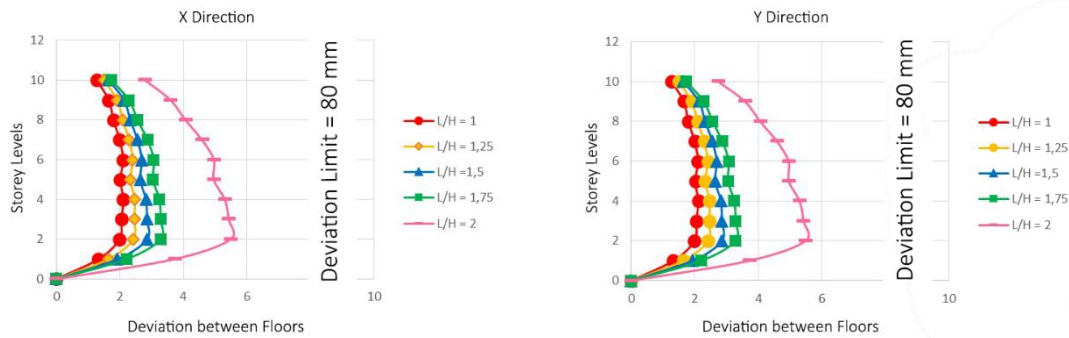 X Direction
12
10
8
6
4
2
0
Storey Levels
0
2
4
6
10
Deviation between Floors
Deviation Limit = 80 mm
L/H = 1
L/H = 1,25
L/H =1,5
L/H = 1,75
L/H = 2
Y Direction
12
10
8
6
4
2
0
Storey Levels
0
2
4
6
10
Deviation between Floors
Deviation Limit = 80 mm
L/H = 1
L/H = 1,25
L/H =1,5
L/H = 1,75
L/H = 2